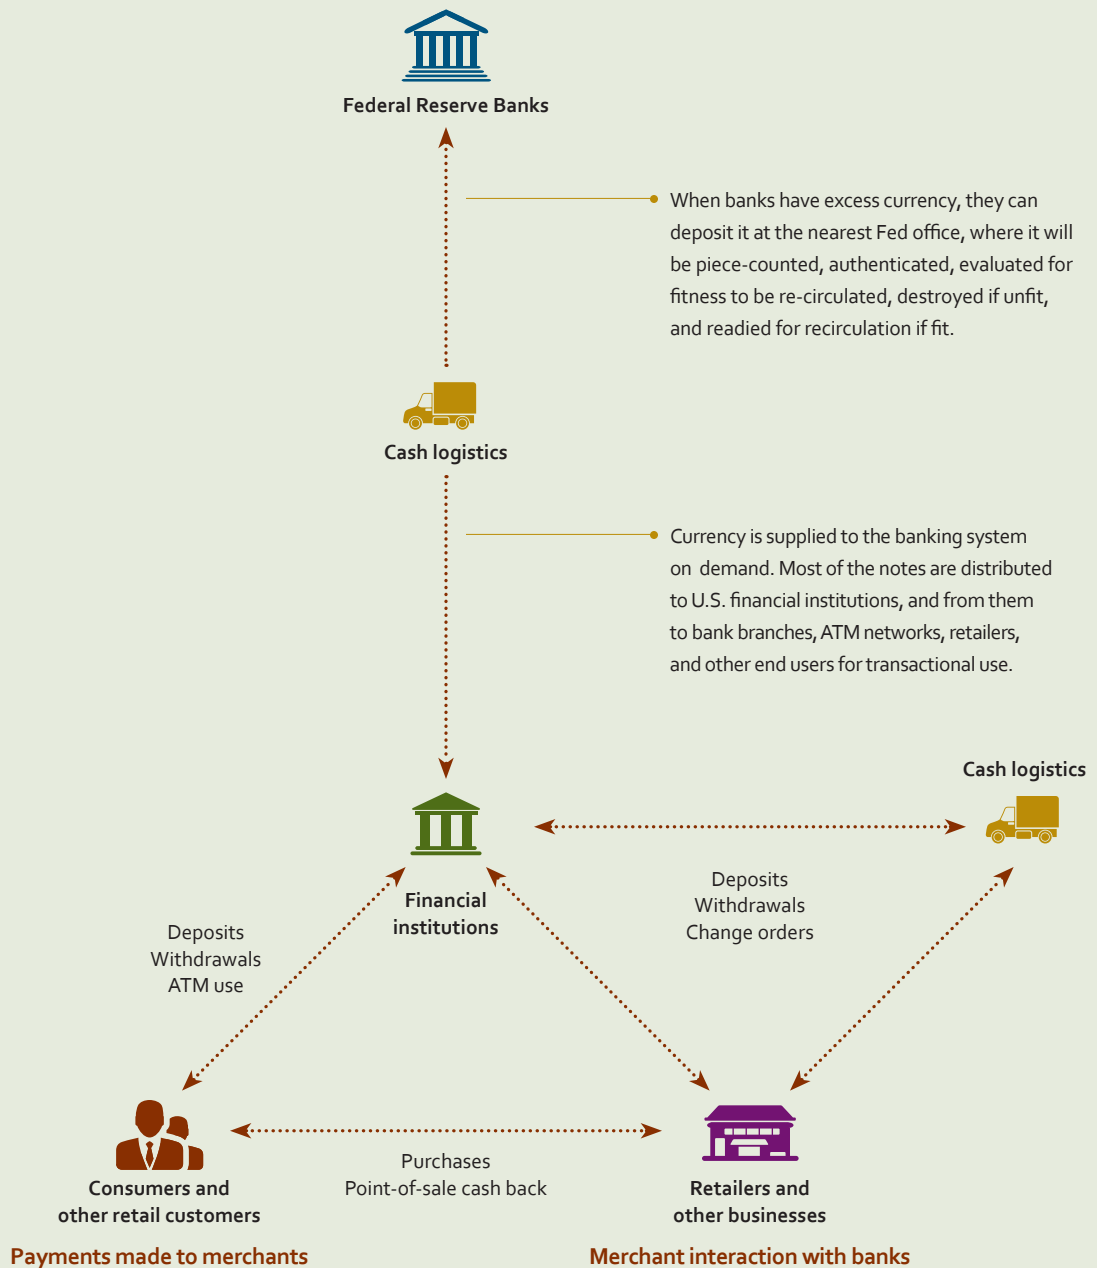 Federal Reserve Banks
When banks have excess currency, they can
deposit it at the nearest Fed office, where it will
be piece-counted, authenticated, evaluated for
fitness to be re-circulated, destroyed if unfit,
and readied for recirculation if fit.
Cash logistics
Currency is supplied to the banking system
on demand. Most of the notes are distributed
to U.S. financial institutions, and from them
to bank branches, ATM networks, retailers,
and other end users for transactional use.
Cash logistics
Financial
institutions
Deposits
Withdrawals
Change orders
Deposits
Withdrawals
ATM use
Purchases
Point-of-sale cash back
Consumers and
other retail customers
Retailers and
other businesses
Payments made to merchants
Merchant interaction with banks